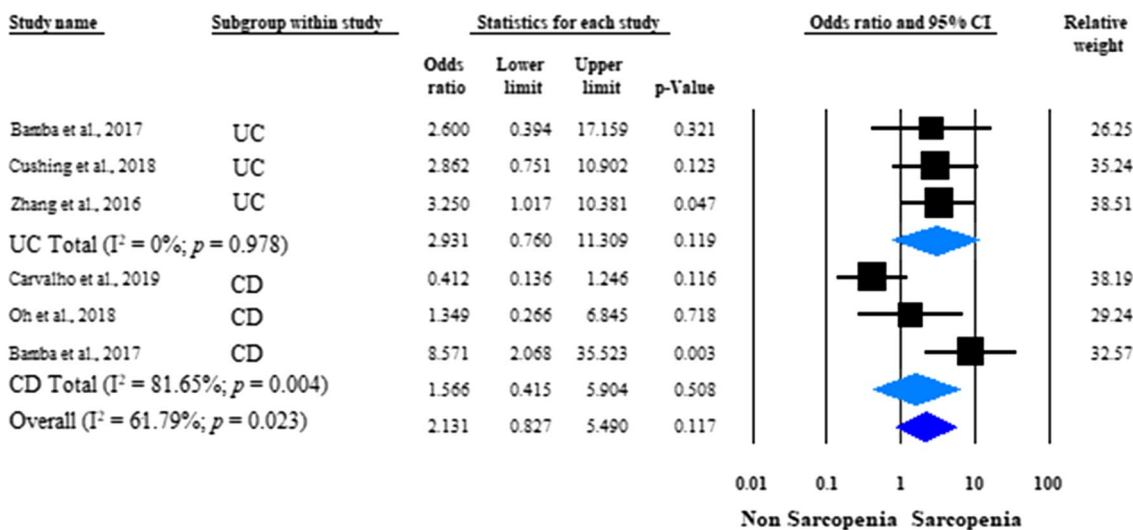 Study name Subgroup within study Statistics for each study Odds ratio and 95% CI Relative weight
Odds ratio Lower limit Upper limit p-Value
Bamba et al., 2017 UC 2.600 0.394 17.159 0.321 26.25
Cushing et al., 2018 UC 2.862 0.751 10.902 0.123 35.24
Zhang et al., 2016 UC 3.250 1.017 10.381 0.047 38.51
UC Total (I² = 0%; p = 0.978) 2.931 0.760 11.309 0.119
Carvalho et al., 2019 CD 0.412 0.136 1.246 0.116 38.19
Oh et al., 2018 CD 1.349 0.266 6.845 0.718 29.24
Bamba et al., 2017 CD 8.571 2.068 35.523 0.003 32.57
CD Total (I² = 81.65%; p = 0.004) 1.566 0.415 5.904 0.508
Overall (I² = 61.79%; p = 0.023) 2.131 0.827 5.490 0.117
0.01 0.1 1 10 100
Non Sarcopenia Sarcopenia